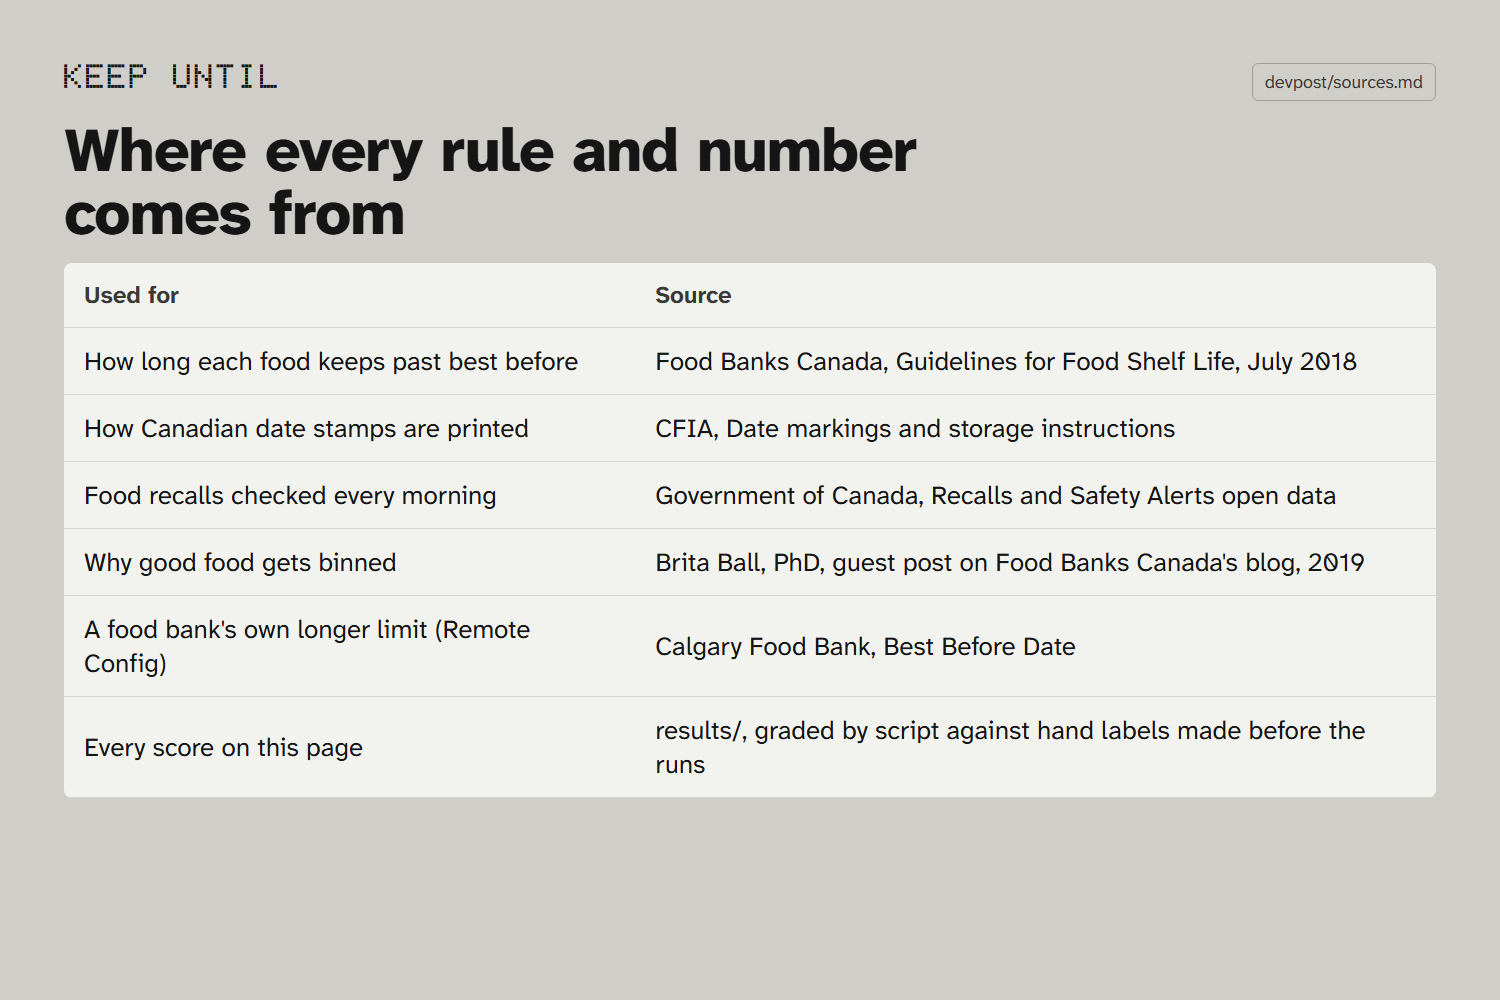 KEEP UNTIL
devpost/sources.md
Where every rule and number
comes from
Used for Source
How long each food keeps past best before Food Banks Canada, Guidelines for Food Shelf Life, July 2018
How Canadian date stamps are printed CFIA, Date markings and storage instructions
Food recalls checked every morning Government of Canada, Recalls and Safety Alerts open data
Why good food gets binned Brita Ball, PhD, guest post on Food Banks Canada's blog, 2019
A food bank's own longer limit (Remote
Config) Calgary Food Bank, Best Before Date
Every score on this page results/, graded by script against hand labels made before the
runs